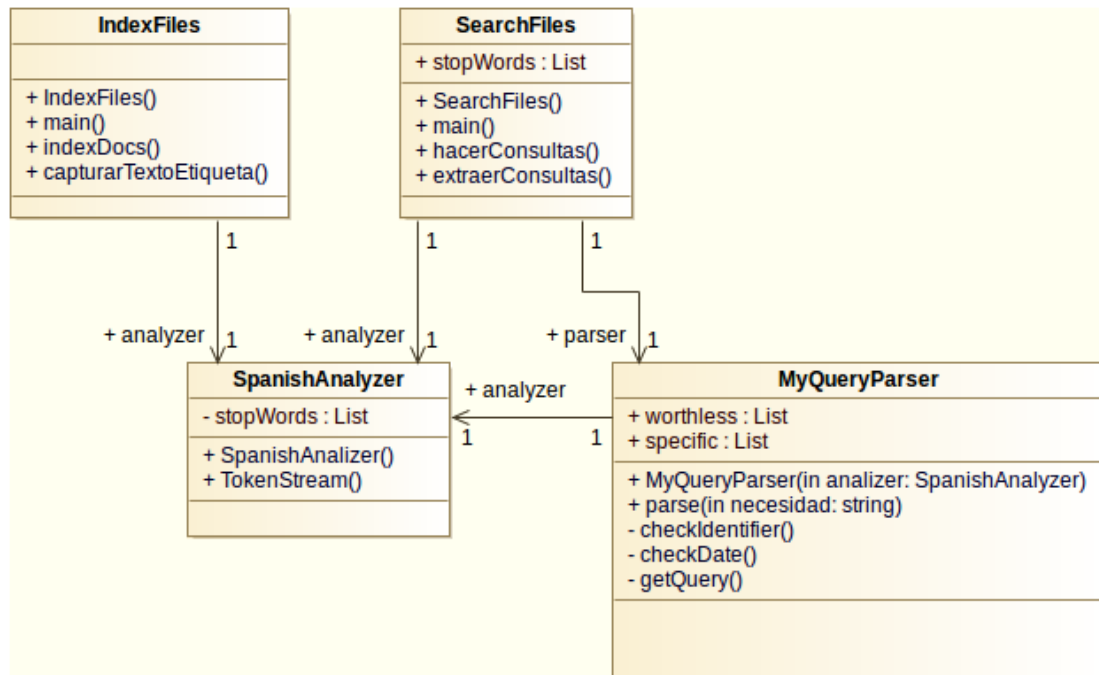 IndexFiles
+ IndexFiles()
+ main()
+ indexDocs()
+ capturarTextoEtiqueta()
SearchFiles
+ stopWords : List
+ SearchFiles()
+ main()
+ hacerConsultas()
+ extraerConsultas()
1
1
1
+ analyzer
1
+ analyzer
1
+ parser
1
SpanishAnalyzer
- stopWords : List
+ SpanishAnalizer()
+ TokenStream()
+ analyzer
1
1
MyQueryParser
+ worthless : List
+ specific : List
+ MyQueryParser(in analizer: SpanishAnalyzer)
+ parse(in necesidad: string)
- checkIdentifier()
- checkDate()
- getQuery()